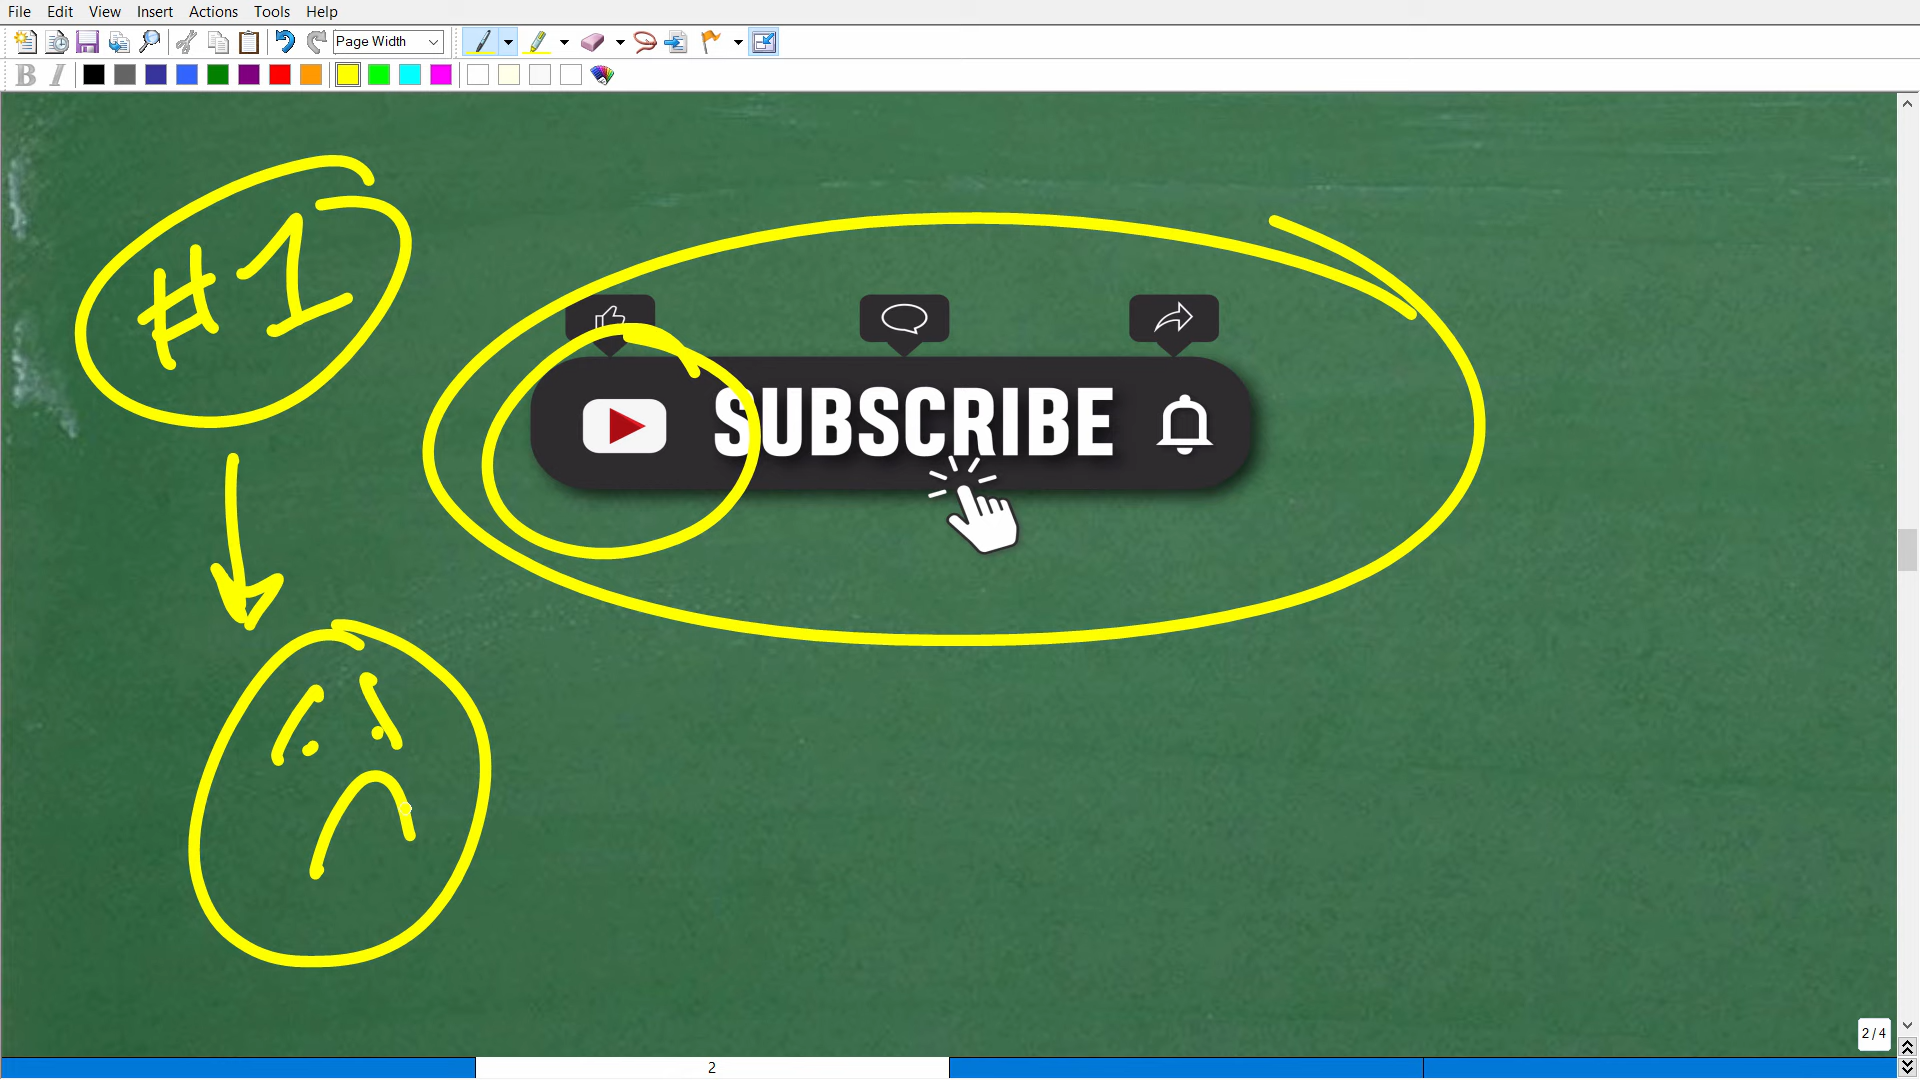 File Edit View Insert Actions Tools Help
Page Width
B I
#1
SUBSCRIBE
2 / 4
2